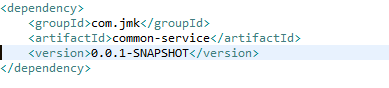 <dependency>
    <groupId>com.jmk</groupId>
    <artifactId>common-service</artifactId>
    <version>0.0.1-SNAPSHOT</version>
</dependency>